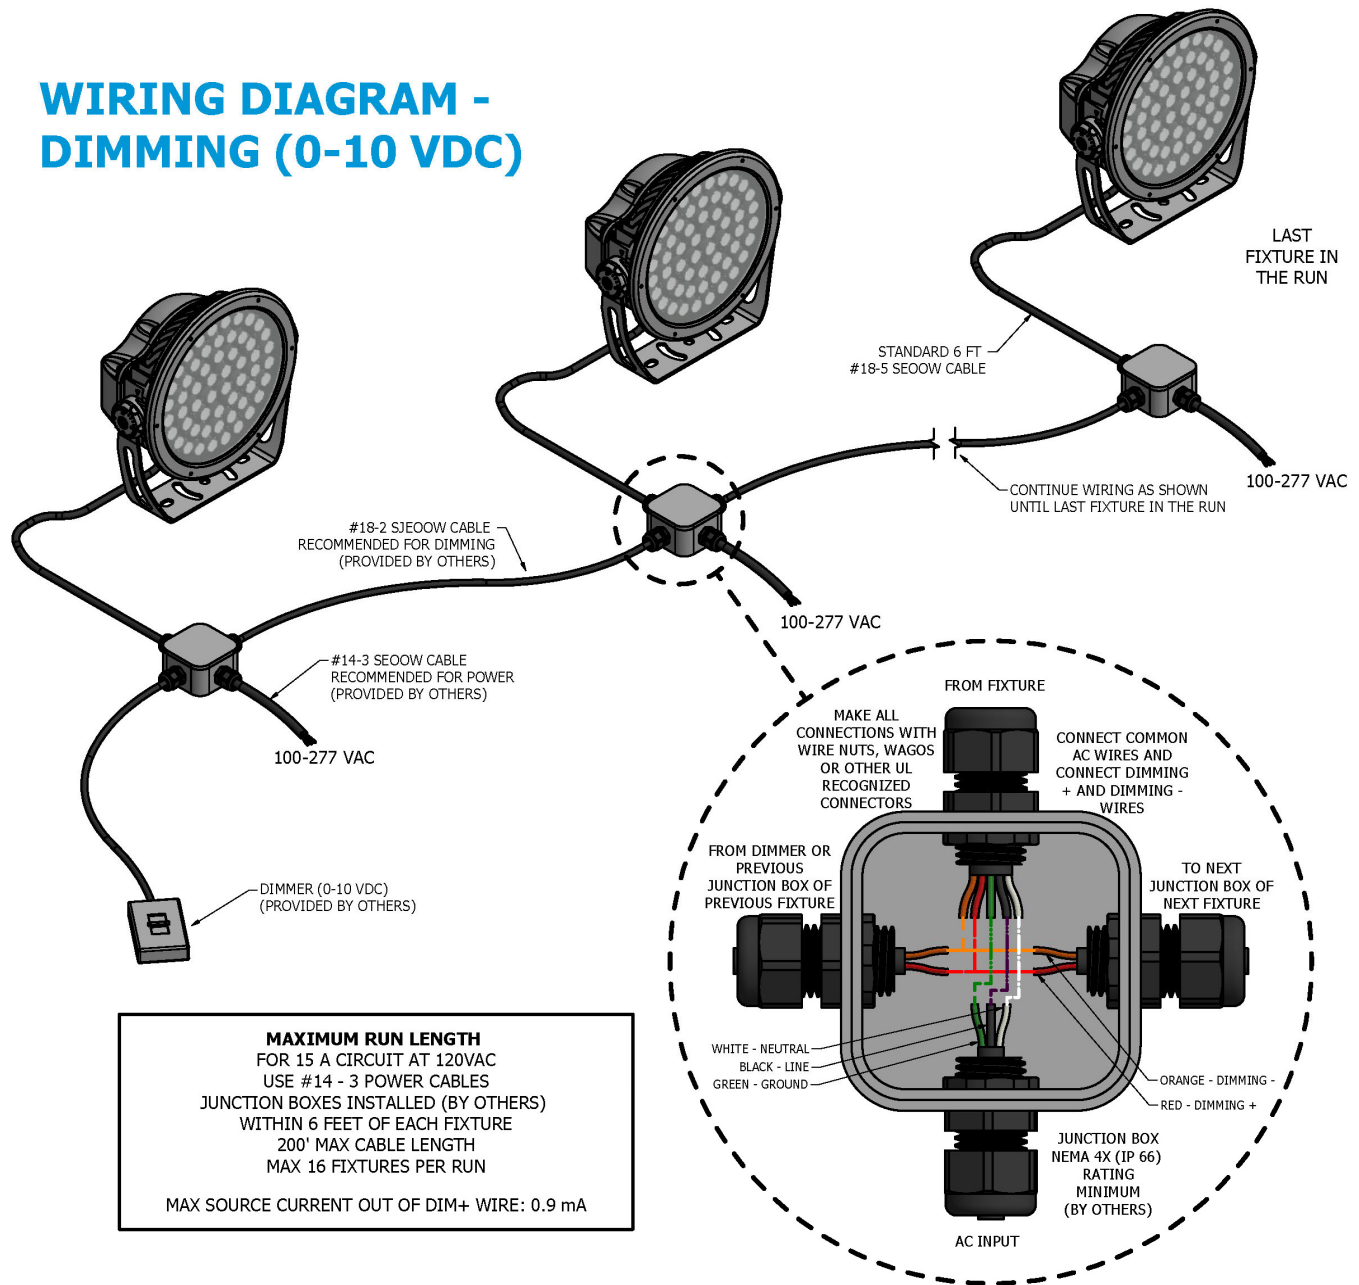 WIRING DIAGRAM -
DIMMING (0-10 VDC)
LAST
FIXTURE IN
THE RUN
STANDARD 6 FT
#18-5 SEOOW CABLE
100-277 VAC
CONTINUE WIRING AS SHOWN
UNTIL LAST FIXTURE IN THE RUN
#18-2 SJEOOW CABLE
RECOMMENDED FOR DIMMING
(PROVIDED BY OTHERS)
100-277 VAC
#14-3 SEOOW CABLE
RECOMMENDED FOR POWER
(PROVIDED BY OTHERS)
100-277 VAC
DIMMER (0-10 VDC)
(PROVIDED BY OTHERS)
FROM FIXTURE
MAKE ALL
CONNECTIONS WITH
WIRE NUTS, WAGOS
OR OTHER UL
RECOGNIZED
CONNECTORS
CONNECT COMMON
AC WIRES AND
CONNECT DIMMING
+ AND DIMMING -
WIRES
FROM DIMMER OR
PREVIOUS
JUNCTION BOX OF
PREVIOUS FIXTURE
TO NEXT
JUNCTION BOX OF
NEXT FIXTURE
WHITE - NEUTRAL
BLACK - LINE
GREEN - GROUND
ORANGE - DIMMING -
RED - DIMMING +
JUNCTION BOX
NEMA 4X (IP 66)
RATING
MINIMUM
(BY OTHERS)
AC INPUT
MAXIMUM RUN LENGTH
FOR 15 A CIRCUIT AT 120VAC
USE #14 - 3 POWER CABLES
JUNCTION BOXES INSTALLED (BY OTHERS)
WITHIN 6 FEET OF EACH FIXTURE
200' MAX CABLE LENGTH
MAX 16 FIXTURES PER RUN
MAX SOURCE CURRENT OUT OF DIM+ WIRE: 0.9 mA